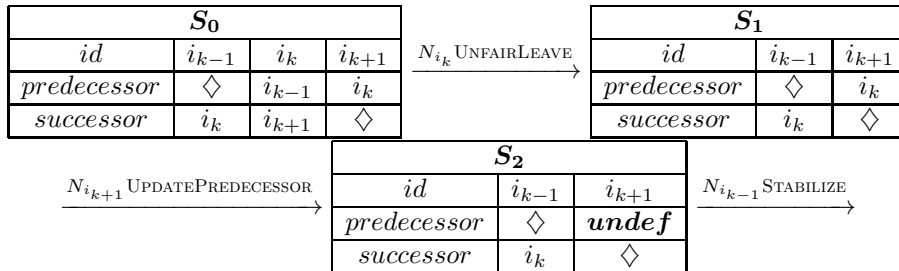 S₀ S₁
id i_{k−1} i_k i_{k+1} N_{i_k} UNFAIRLEAVE id i_{k−1} i_{k+1}
predecessor ◇ i_{k−1} i_k predecessor ◇ i_k
successor i_k i_{k+1} ◇ successor i_k ◇
S₂
N_{i_{k+1}} UPDATEPREDECESSOR id i_{k−1} i_{k+1} N_{i_{k−1}} STABILIZE
predecessor ◇ undef
successor i_k ◇